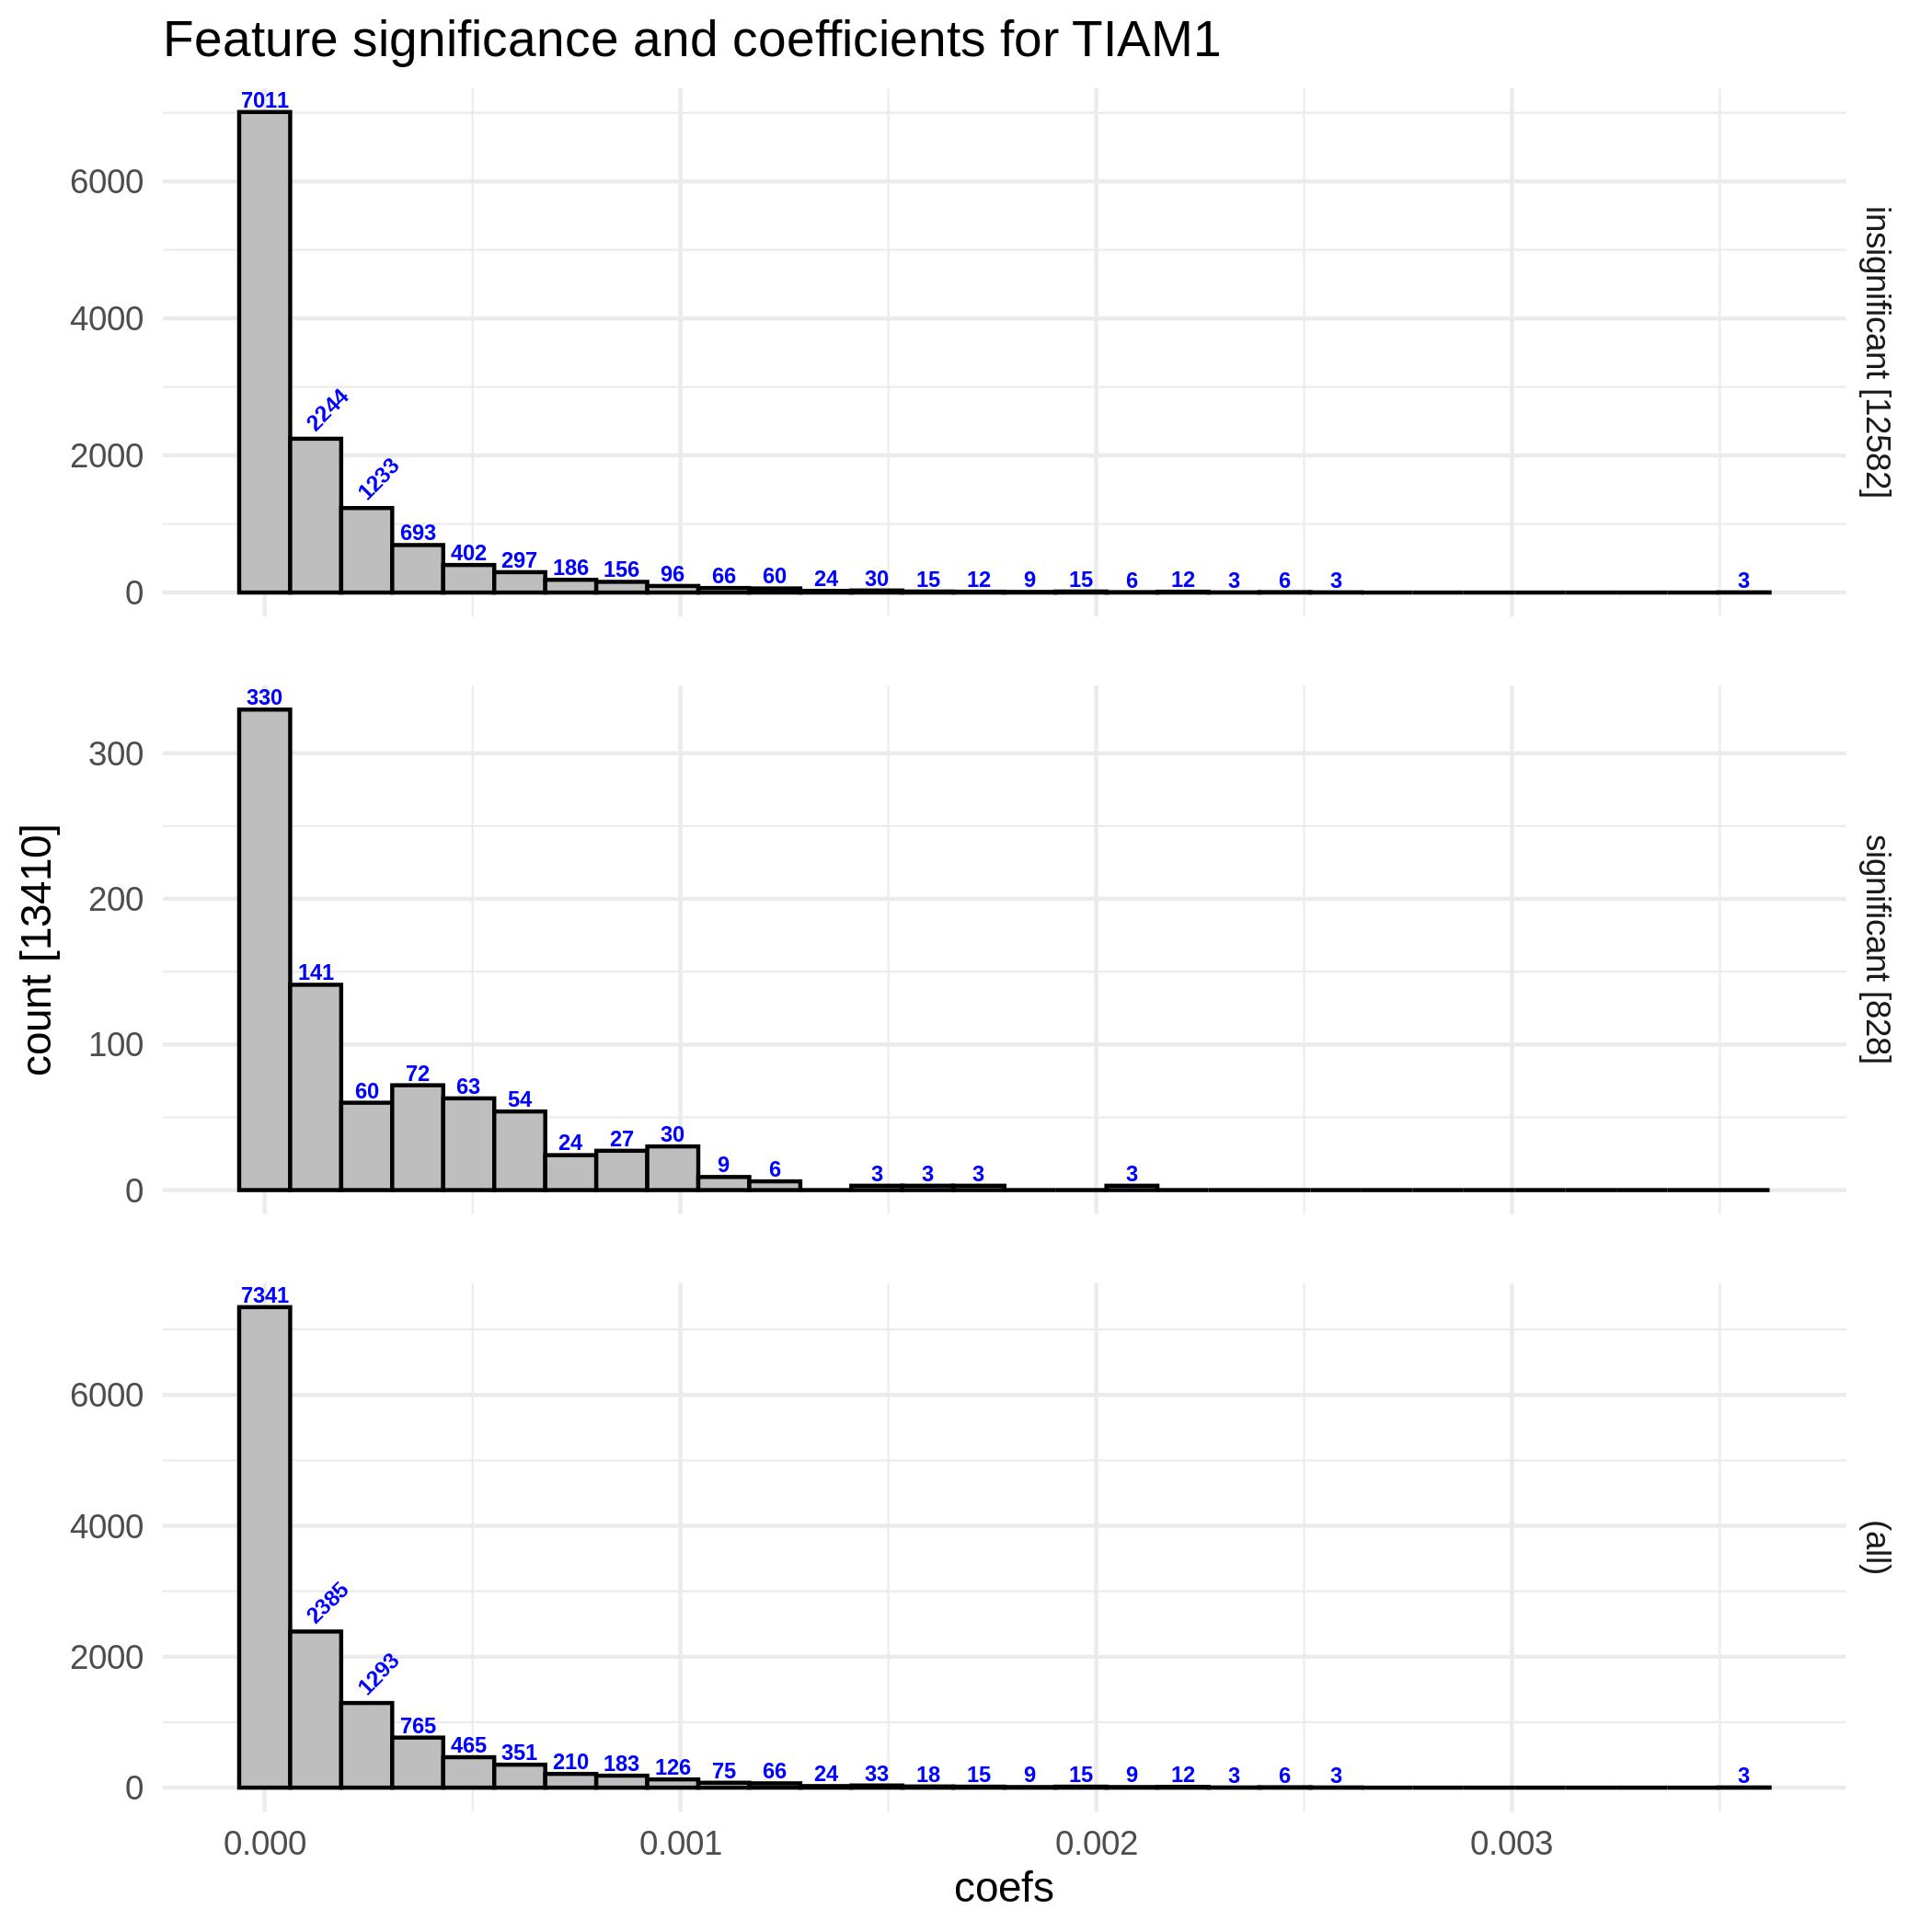 Feature significance and coefficients for TIAM1
count [13410]
7011
2244
1233
693
402 297 186 156 96 66 60 24 30 15 12 9 15 6 12 3 6 3 3
6000
4000
2000
0
insignificant [12582]
330
141
60 72 63 54 24 27 30 9 6 3 3 3 3
300
200
100
0
significant [828]
7341
2385
1293
765
465 351 210 183 126 75 66 24 33 18 15 9 15 9 12 3 6 3 3
6000
4000
2000
0
(all)
0.000 0.001 0.002 0.003
coefs